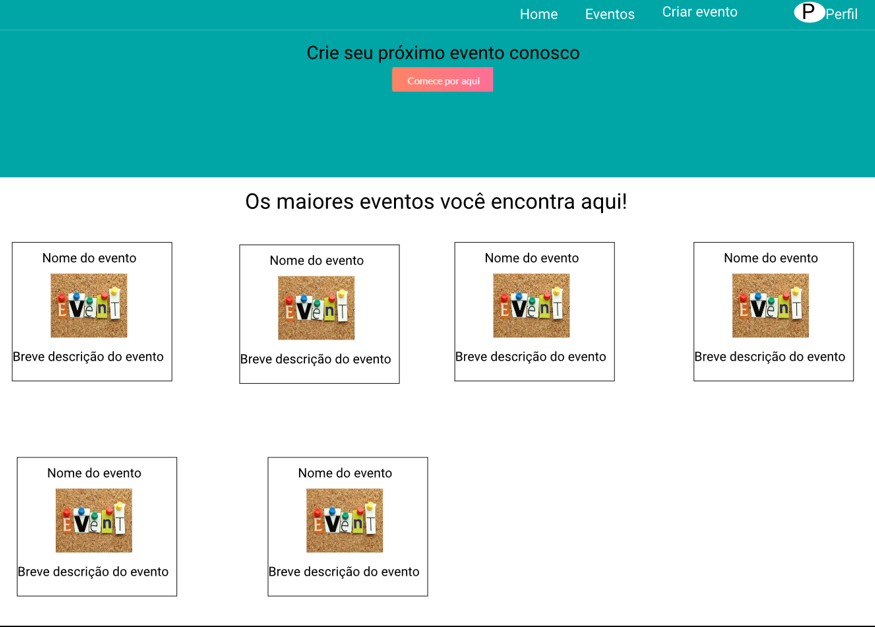 Home Eventos Criar evento P Perfil
Crie seu próximo evento conosco
Comece por aqui
Os maiores eventos você encontra aqui!
Nome do evento
EVenT
Breve descrição do evento
Nome do evento
EVenT
Breve descrição do evento
Nome do evento
EVenT
Breve descrição do evento
Nome do evento
EVenT
Breve descrição do evento
Nome do evento
EVenT
Breve descrição do evento
Nome do evento
EVenT
Breve descrição do evento